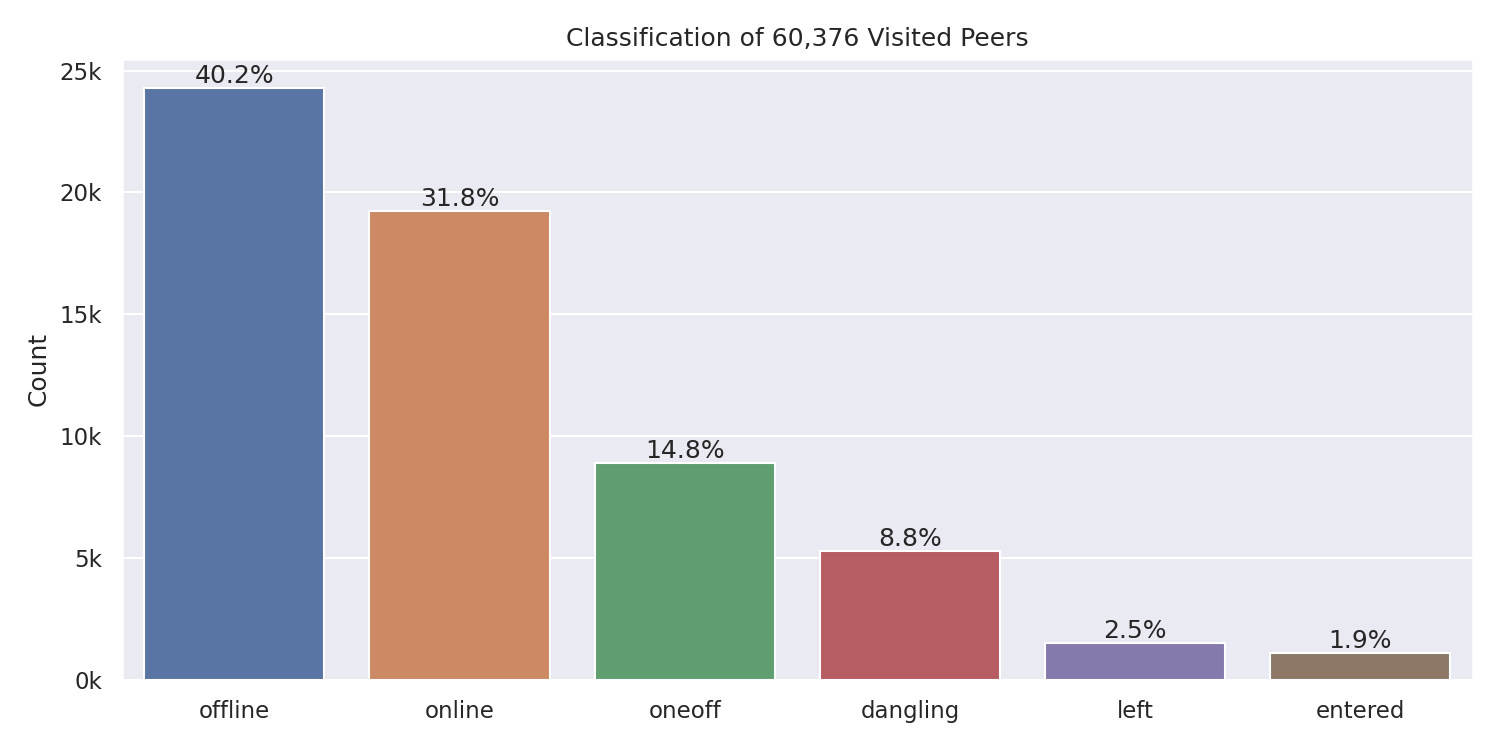 Classification of 60,376 Visited Peers
25k
20k
15k
10k
5k
0k
Count
40.2%
31.8%
14.8%
8.8%
2.5%
1.9%
offline
online
oneoff
dangling
left
entered